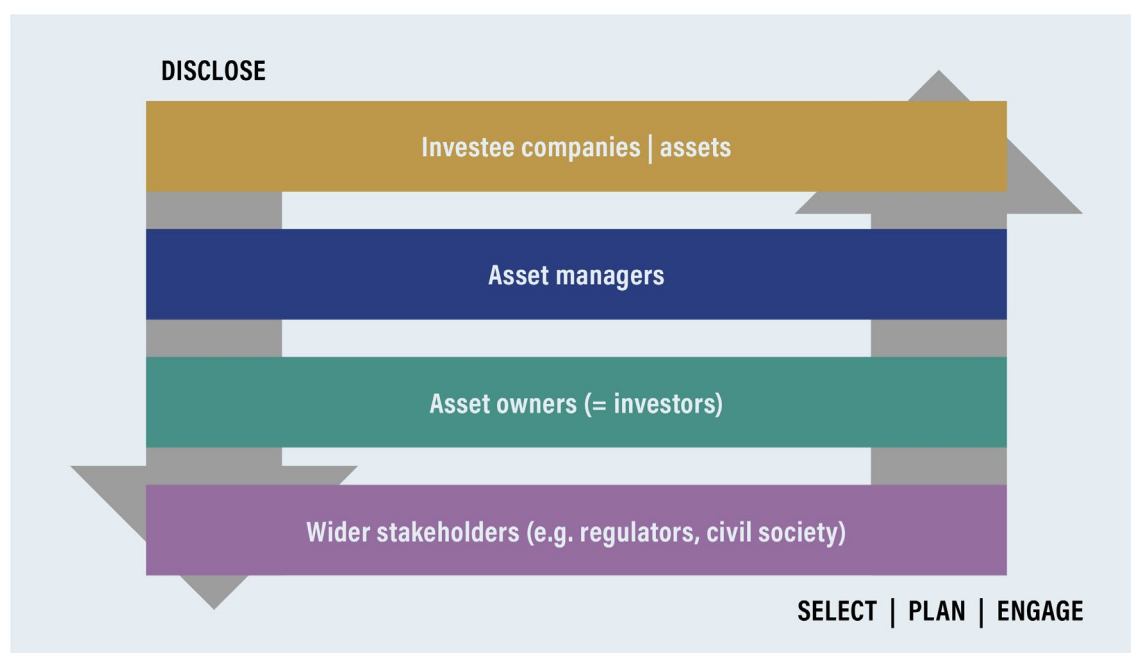 DISCLOSE
Investee companies | assets
Asset managers
Asset owners (= investors)
Wider stakeholders (e.g. regulators, civil society)
SELECT | PLAN | ENGAGE